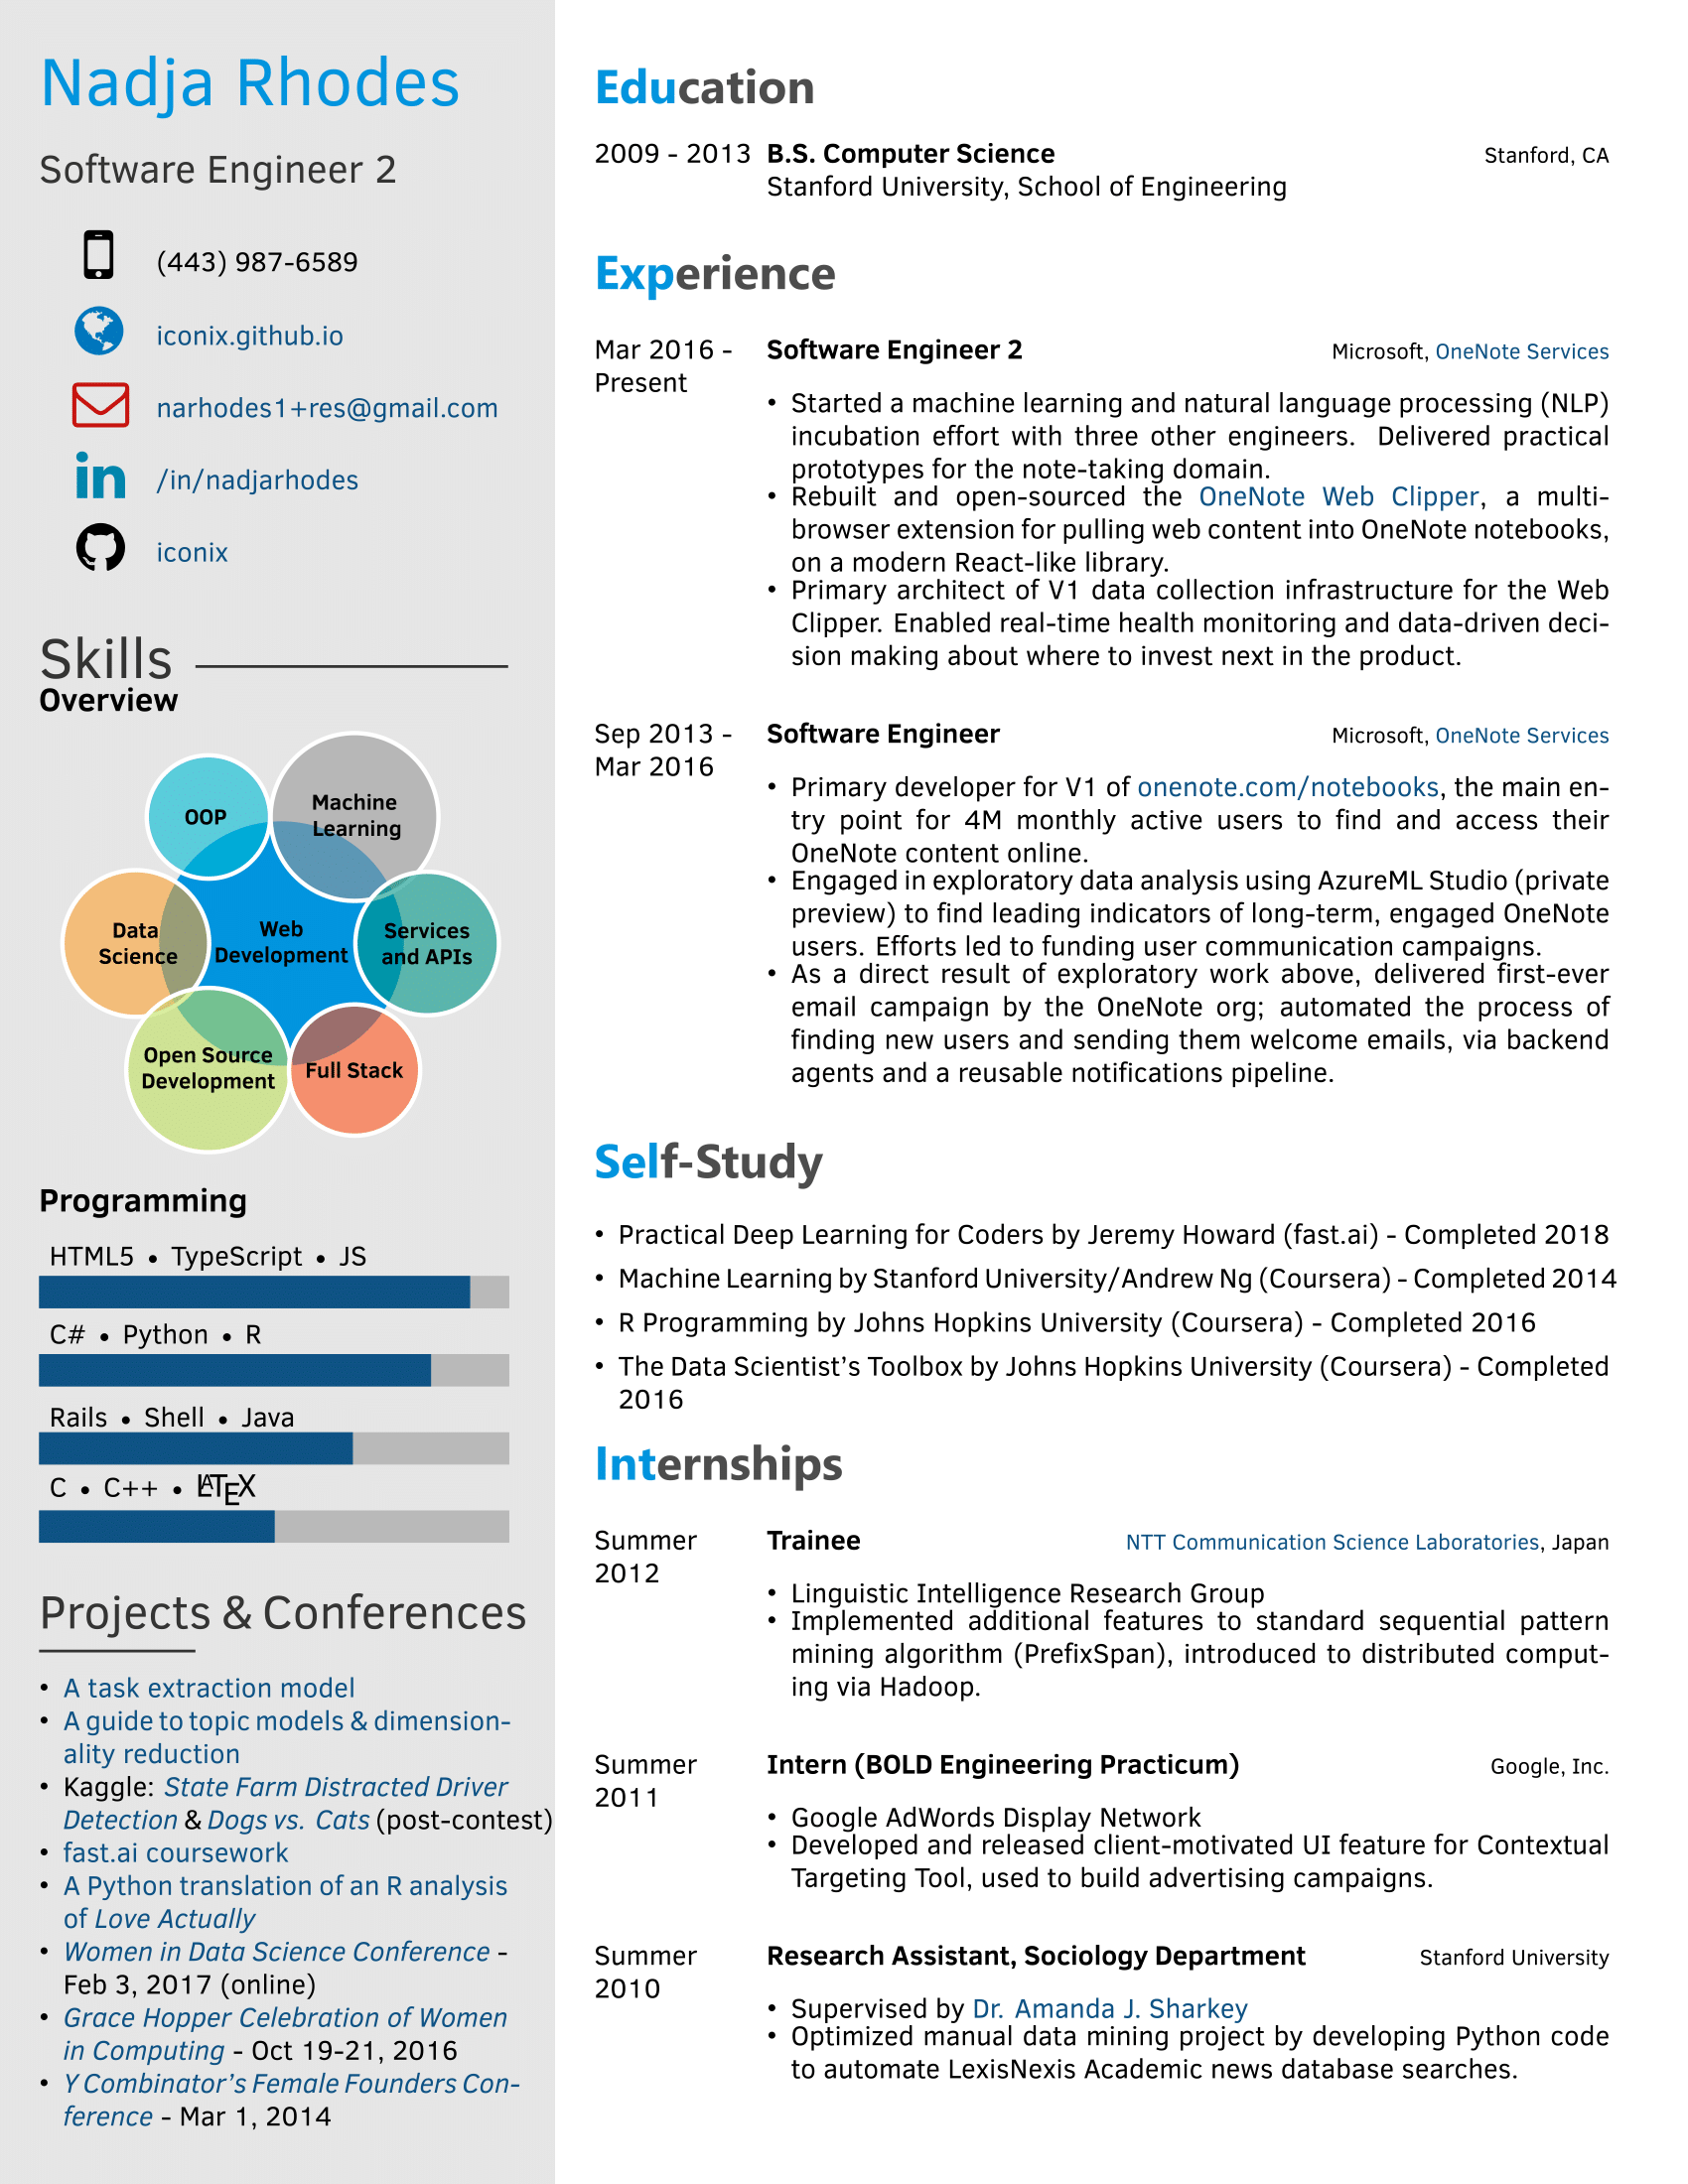 Nadja Rhodes
Software Engineer 2
(443) 987-6589
iconix.github.io
narhodes1+res@gmail.com
/in/nadjarhodes
iconix
Skills
Overview
OOP
Machine
Learning
Data
Science
Web
Development
Services
and APIs
Open Source
Development
Full Stack
Programming
HTML5 • TypeScript • JS
C# • Python • R
Rails • Shell • Java
C • C++ • LATEX
Projects & Conferences
• A task extraction model
• A guide to topic models & dimension-
ality reduction
• Kaggle: State Farm Distracted Driver
Detection & Dogs vs. Cats (post-contest)
• fast.ai coursework
• A Python translation of an R analysis
of Love Actually
• Women in Data Science Conference -
Feb 3, 2017 (online)
• Grace Hopper Celebration of Women
in Computing - Oct 19-21, 2016
• Y Combinator's Female Founders Con-
ference - Mar 1, 2014
Education
2009 - 2013 B.S. Computer Science Stanford, CA
Stanford University, School of Engineering
Experience
Mar 2016 - Software Engineer 2 Microsoft, OneNote Services
Present
• Started a machine learning and natural language processing (NLP)
incubation effort with three other engineers. Delivered practical
prototypes for the note-taking domain.
• Rebuilt and open-sourced the OneNote Web Clipper, a multi-
browser extension for pulling web content into OneNote notebooks,
on a modern React-like library.
• Primary architect of V1 data collection infrastructure for the Web
Clipper. Enabled real-time health monitoring and data-driven deci-
sion making about where to invest next in the product.
Sep 2013 - Software Engineer Microsoft, OneNote Services
Mar 2016
• Primary developer for V1 of onenote.com/notebooks, the main en-
try point for 4M monthly active users to find and access their
OneNote content online.
• Engaged in exploratory data analysis using AzureML Studio (private
preview) to find leading indicators of long-term, engaged OneNote
users. Efforts led to funding user communication campaigns.
• As a direct result of exploratory work above, delivered first-ever
email campaign by the OneNote org; automated the process of
finding new users and sending them welcome emails, via backend
agents and a reusable notifications pipeline.
Self-Study
• Practical Deep Learning for Coders by Jeremy Howard (fast.ai) - Completed 2018
• Machine Learning by Stanford University/Andrew Ng (Coursera) - Completed 2014
• R Programming by Johns Hopkins University (Coursera) - Completed 2016
• The Data Scientist's Toolbox by Johns Hopkins University (Coursera) - Completed
2016
Internships
Summer Trainee NTT Communication Science Laboratories, Japan
2012
• Linguistic Intelligence Research Group
• Implemented additional features to standard sequential pattern
mining algorithm (PrefixSpan), introduced to distributed comput-
ing via Hadoop.
Summer Intern (BOLD Engineering Practicum) Google, Inc.
2011
• Google AdWords Display Network
• Developed and released client-motivated UI feature for Contextual
Targeting Tool, used to build advertising campaigns.
Summer Research Assistant, Sociology Department Stanford University
2010
• Supervised by Dr. Amanda J. Sharkey
• Optimized manual data mining project by developing Python code
to automate LexisNexis Academic news database searches.